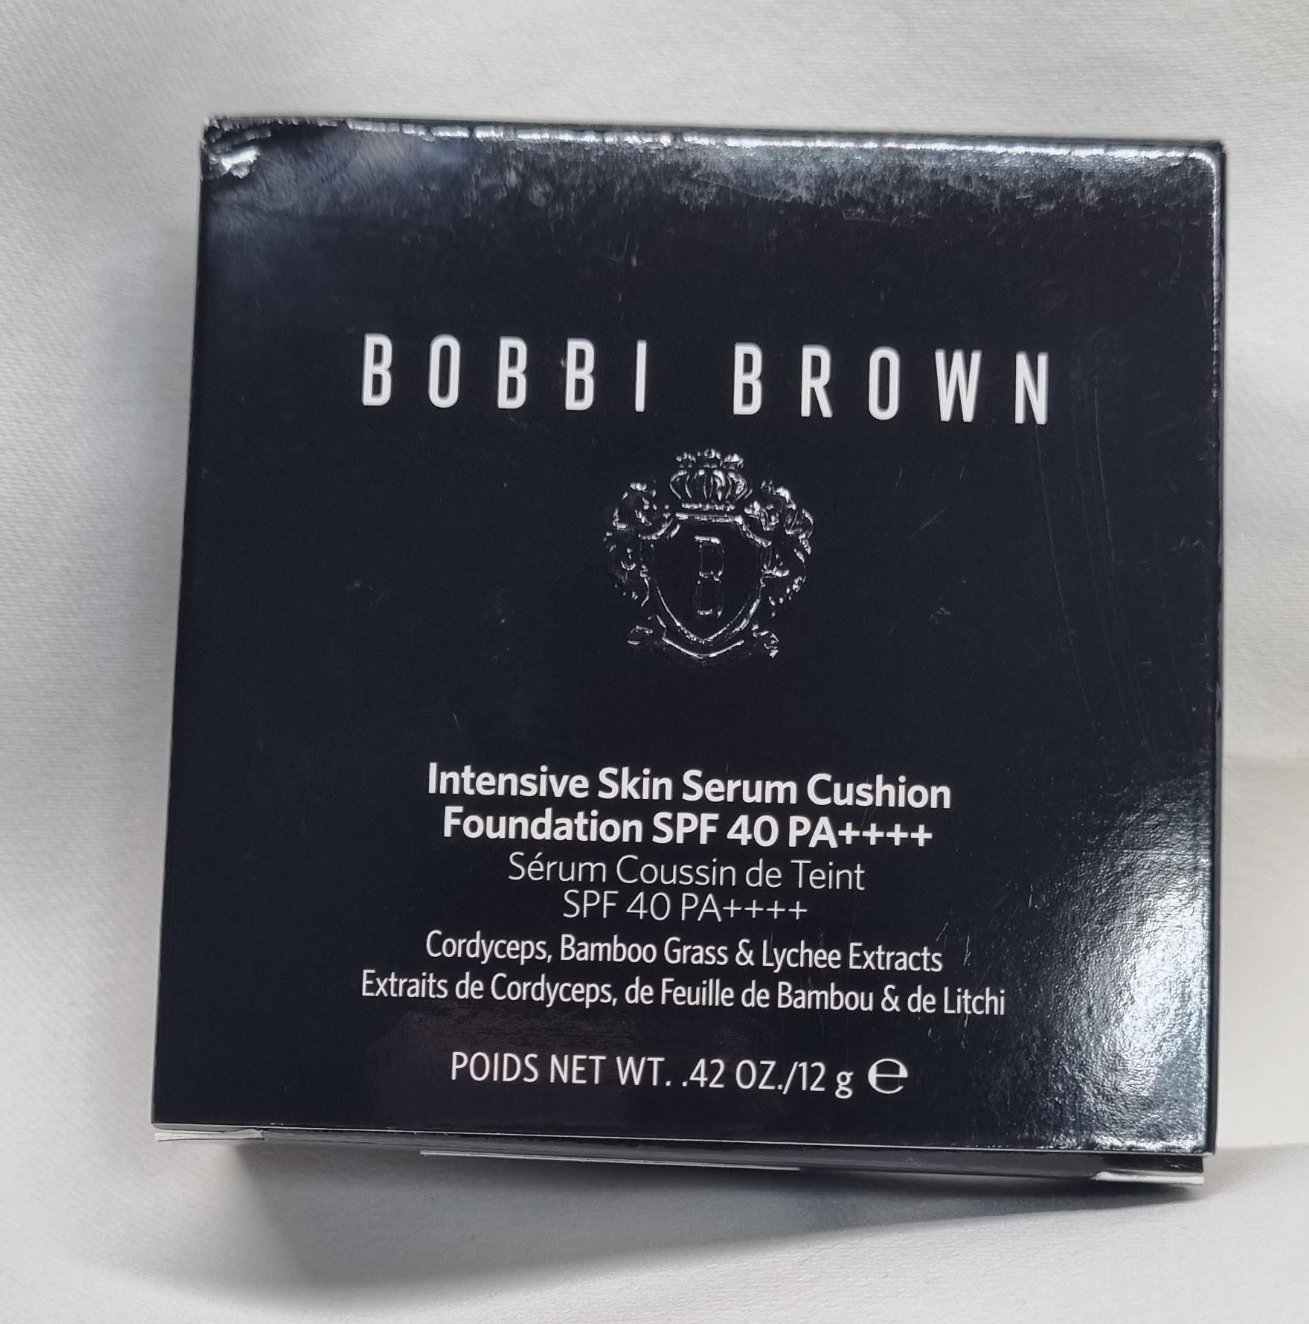 BOBBI BROWN
B
B
Intensive Skin Serum Cushion
Foundation SPF 40 PA++++
Sérum Coussin de Teint
SPF 40 PA++++
Cordyceps, Bamboo Grass & Lychee Extracts
Extraits de Cordyceps, de Feuille de Bambou & de Litchi
POIDS NET WT. .42 OZ./12 g ℮